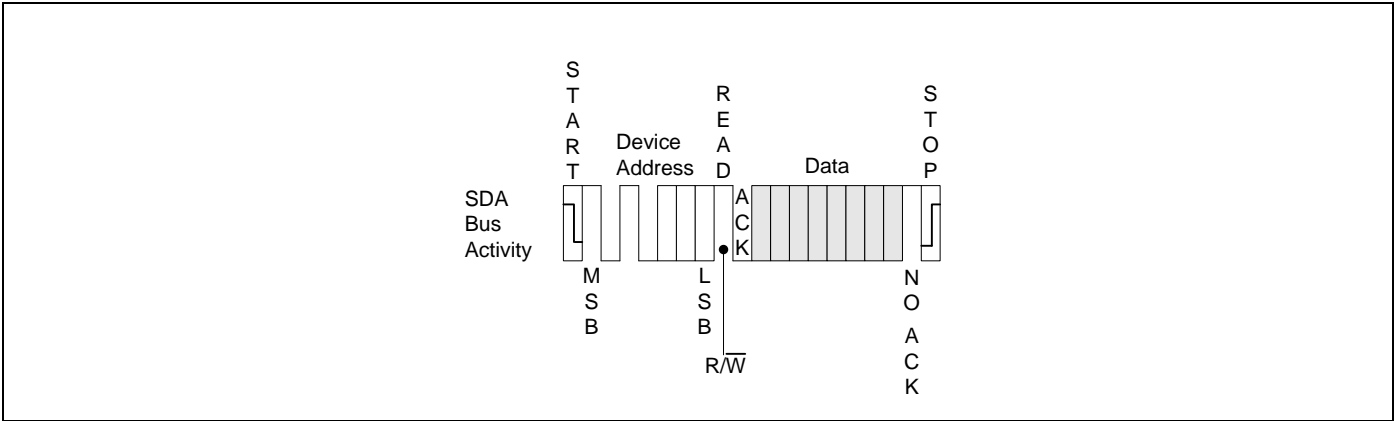 START
Device
Address
READ
Data
STOP
SDA
Bus
Activity
ACK
MSB
LSB
R/W̅
NO ACK